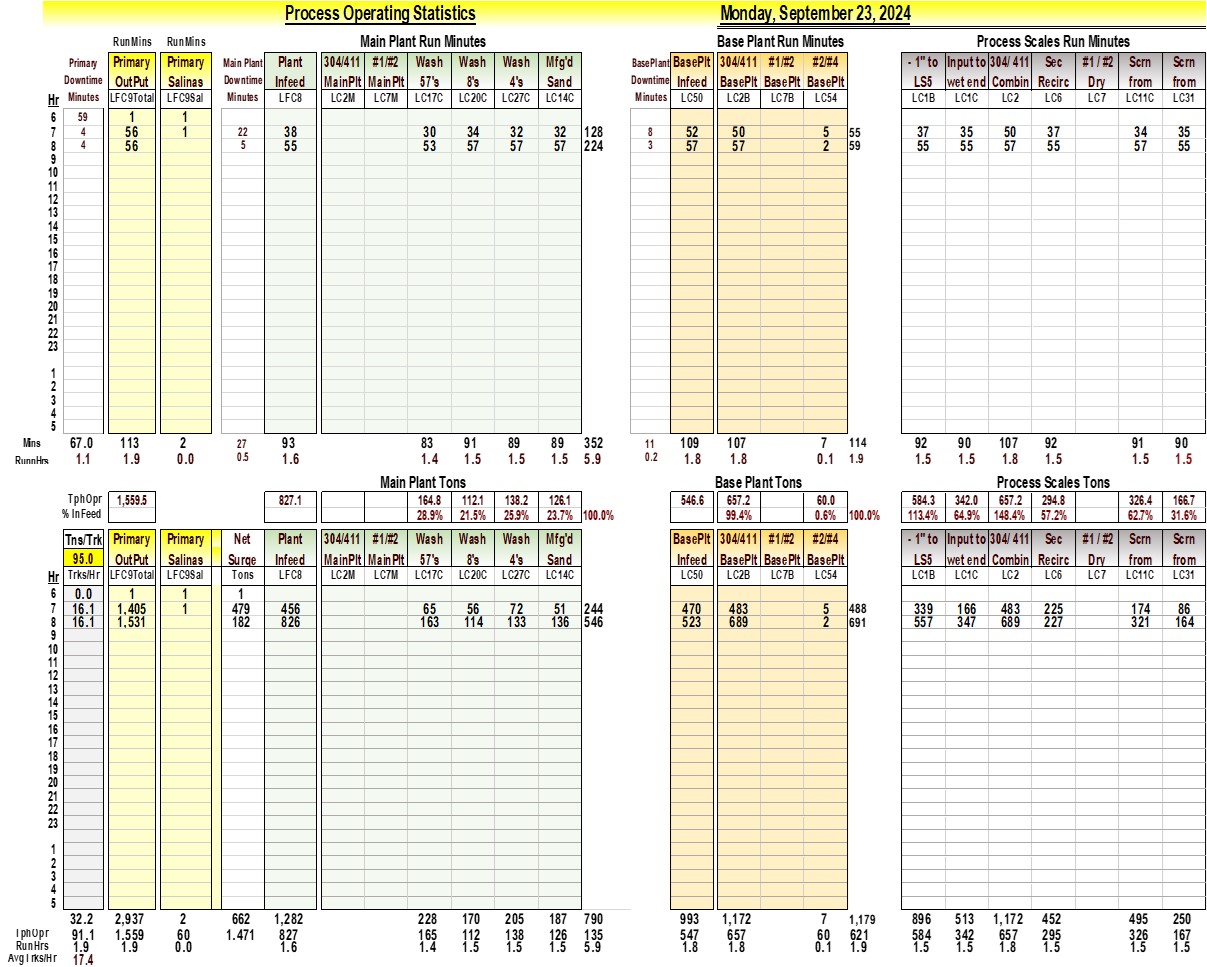 Process Operating Statistics Monday, September 23, 2024
RunMins RunMins Main Plant Run Minutes Base Plant Run Minutes Process Scales Run Minutes
Primary Primary Primary Main Plant Plant 304/411 #1/#2 Wash Wash Wash Mfg'd BasePlant BasePlt 304/411 #1/#2 #2/#4 - 1" to Input to 304/ 411 Sec #1 / #2 Scrn Scrn
Downtime OutPut Salinas Downtime Infeed MainPlt MainPlt 57's 8's 4's Sand Downtime Infeed BasePlt BasePlt BasePlt LS5 wet end Combin Recirc Dry from from
Hr Minutes LFC9Total LFC9Sal Minutes LFC8 LC2M LC7M LC17C LC20C LC27C LC14C Minutes LC50 LC2B LC7B LC54 LC1B LC1C LC2 LC6 LC7 LC11C LC31
6 59 1 1
7 4 56 1 22 38 30 34 32 32 128 8 52 50 5 55 37 35 50 37 34 35
8 4 56 5 55 53 57 57 57 224 3 57 57 2 59 55 55 57 55 57 55
9
10
11
12
13
14
15
16
17
18
19
20
21
22
23
1
2
3
4
5
Mins 67.0 113 2 27 93 83 91 89 89 352 11 109 107 7 114 92 90 107 92 91 90
RunnHrs 1.1 1.9 0.0 0.5 1.6 1.4 1.5 1.5 1.5 5.9 0.2 1.8 1.8 0.1 1.9 1.5 1.5 1.8 1.5 1.5 1.5
Main Plant Tons Base Plant Tons Process Scales Tons
TphOpr 1,559.5 827.1 164.8 112.1 138.2 126.1 546.6 657.2 60.0 584.3 342.0 657.2 294.8 326.4 166.7
% InFeed 28.9% 21.5% 25.9% 23.7% 100.0% 99.4% 0.6% 100.0% 113.4% 64.9% 148.4% 57.2% 62.7% 31.6%
Tns/Trk Primary Primary Net Plant 304/411 #1/#2 Wash Wash Wash Mfg'd BasePlt 304/411 #1/#2 #2/#4 - 1" to Input to 304/ 411 Sec #1 / #2 Scrn Scrn
95.0 OutPut Salinas Surge Infeed MainPlt MainPlt 57's 8's 4's Sand Infeed BasePlt BasePlt BasePlt LS5 wet end Combin Recirc Dry from from
Hr Trks/Hr LFC9Total LFC9Sal Tons LFC8 LC2M LC7M LC17C LC20C LC27C LC14C LC50 LC2B LC7B LC54 LC1B LC1C LC2 LC6 LC7 LC11C LC31
6 0.0 1 1 1
7 16.1 1,405 1 479 456 65 56 72 51 244 470 483 5 488 339 166 483 225 174 86
8 16.1 1,531 182 826 163 114 133 136 546 523 689 2 691 557 347 689 227 321 164
9
10
11
12
13
14
15
16
17
18
19
20
21
22
23
1
2
3
4
5
32.2 2,937 2 662 1,282 228 170 205 187 790 993 1,172 7 1,179 896 513 1,172 452 495 250
TphOpr 91.1 1,559 60 1.471 827 165 112 138 126 135 547 657 60 621 584 342 657 295 326 167
RunHrs 1.9 1.9 0.0 1.6 1.4 1.5 1.5 1.5 5.9 1.8 1.8 0.1 1.9 1.5 1.5 1.8 1.5 1.5 1.5
Avg Trks/Hr 17.4